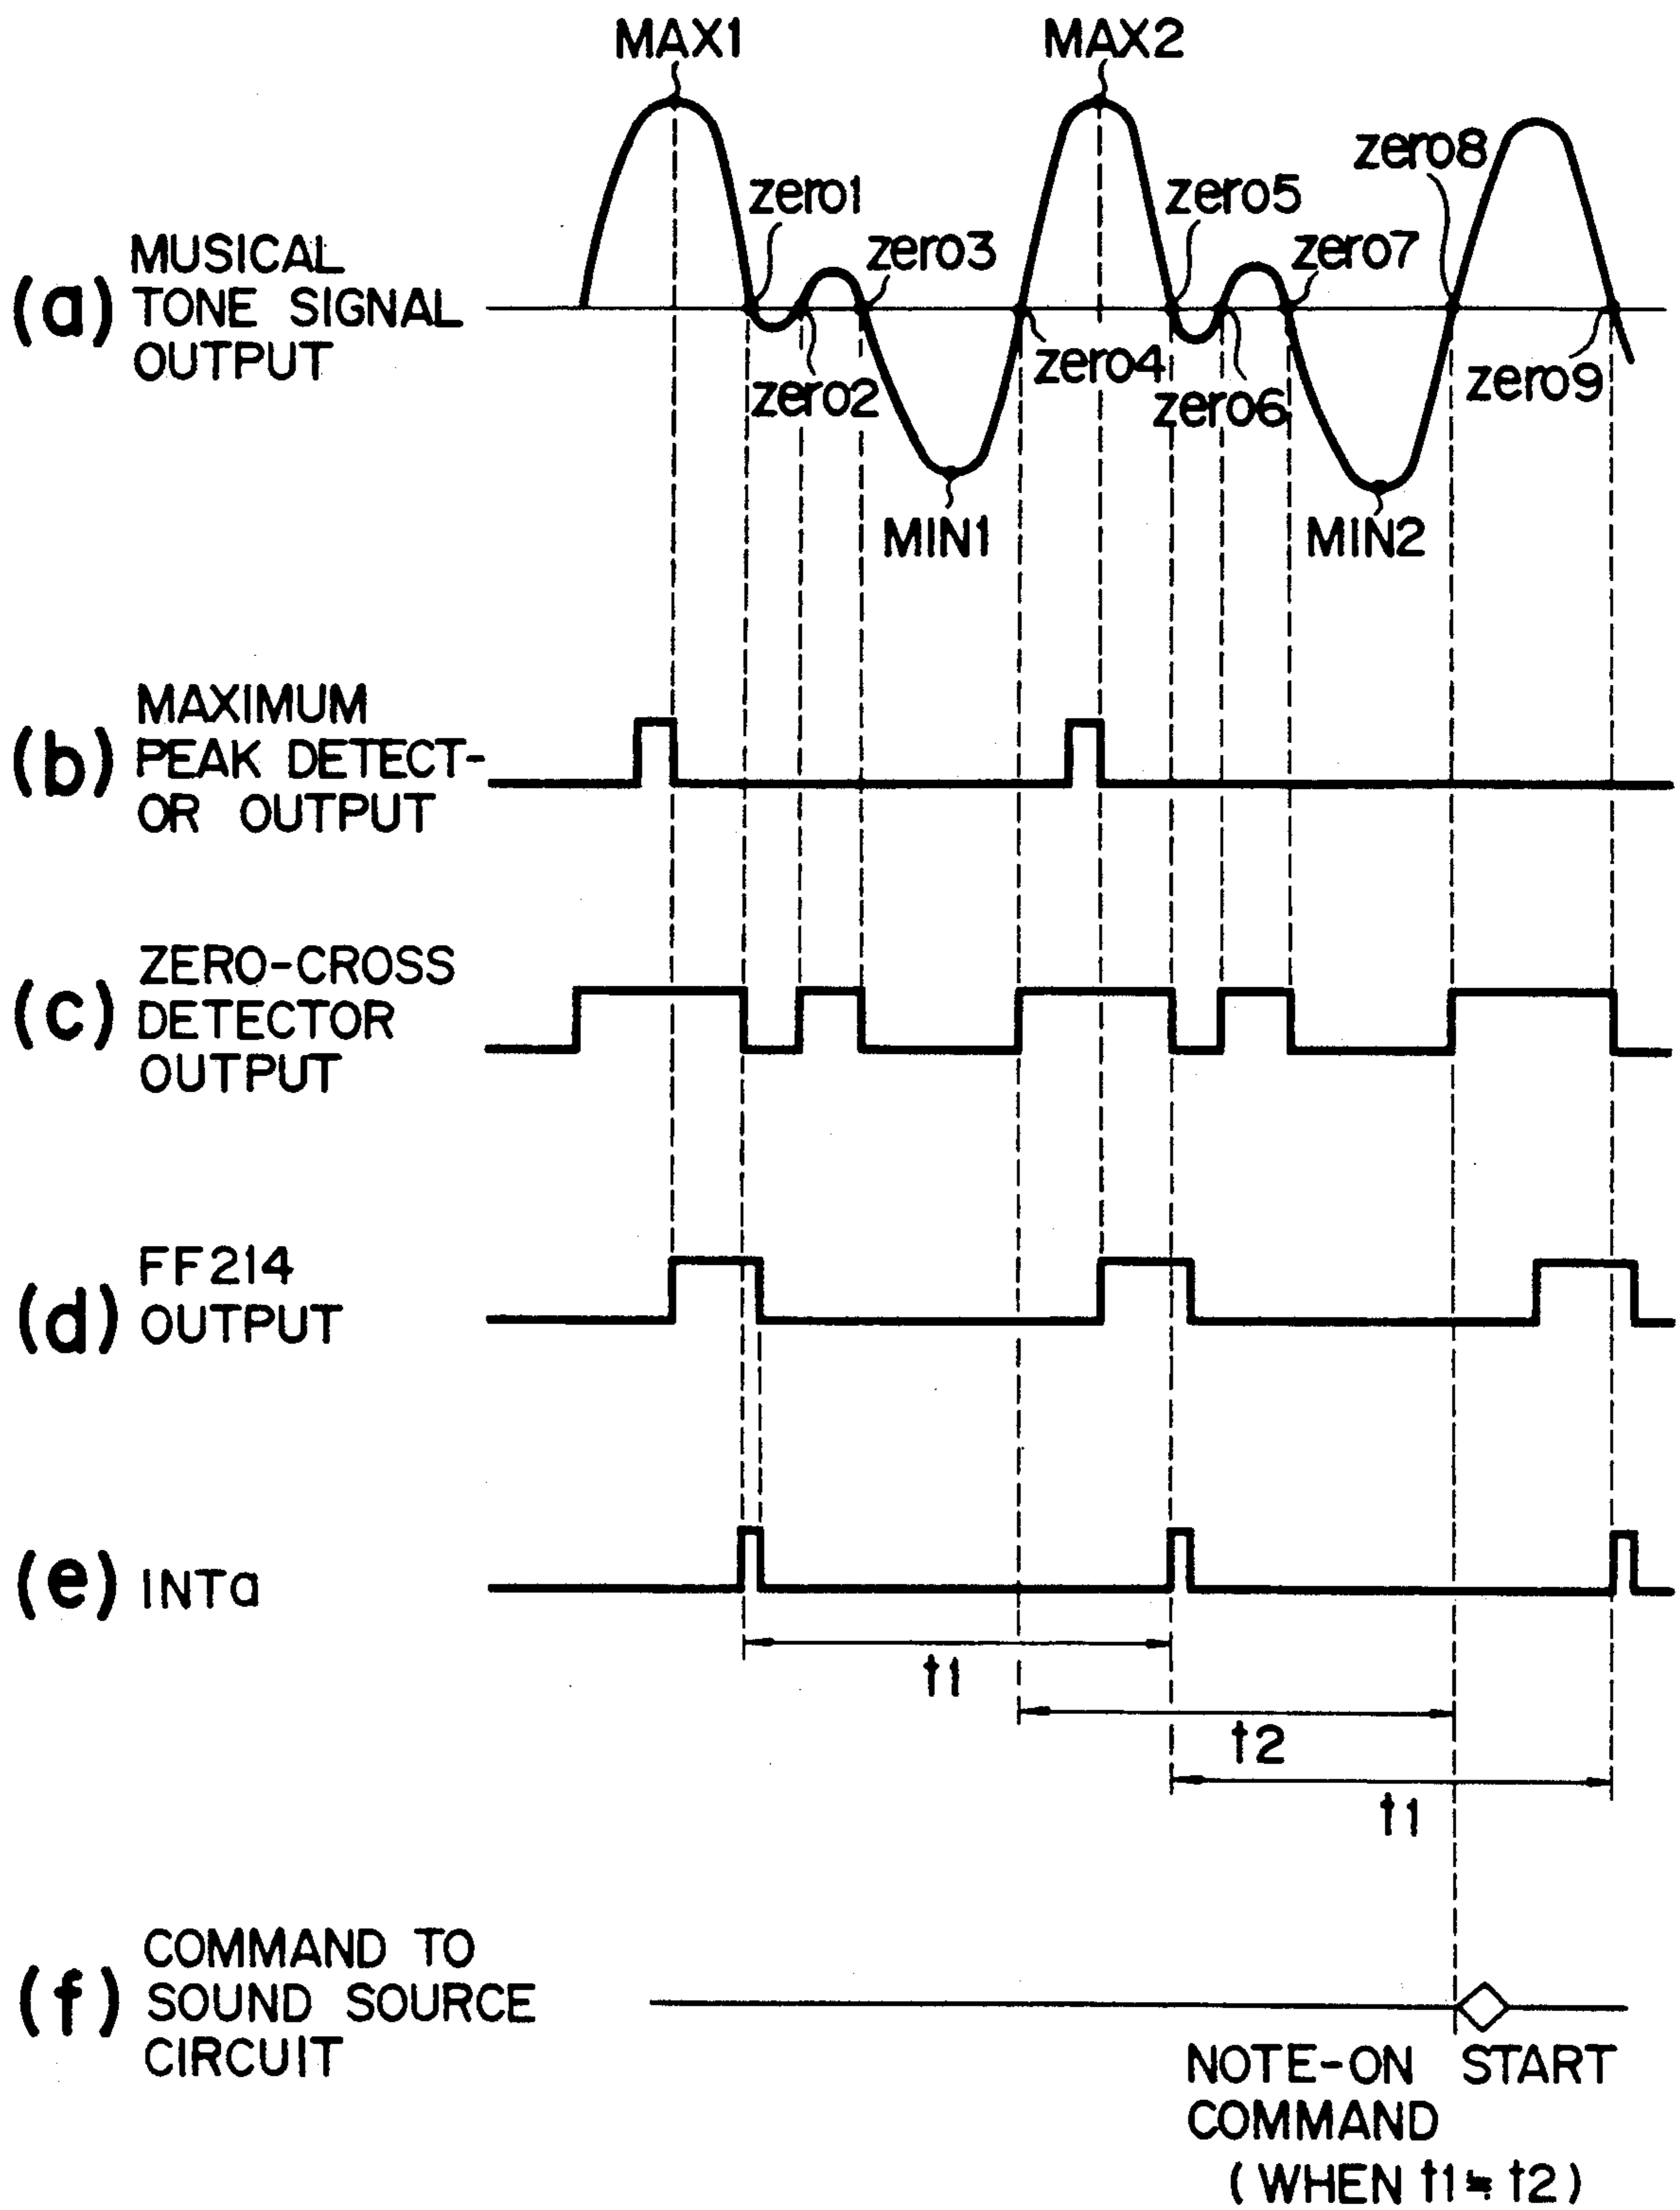 MAX1
MAX2
zero8
zero1
zero5
zero3
zero7
(a) MUSICAL
TONE SIGNAL
OUTPUT
zero4
zero9
zero2
zero6
MIN1
MIN2
(b) MAXIMUM
PEAK DETECT-
OR OUTPUT
(c) ZERO-CROSS
DETECTOR
OUTPUT
(d) FF214
OUTPUT
(e) INTa
t1
t2
t1
(f) COMMAND TO
SOUND SOURCE
CIRCUIT
NOTE-ON START
COMMAND
(WHEN t1≒t2)